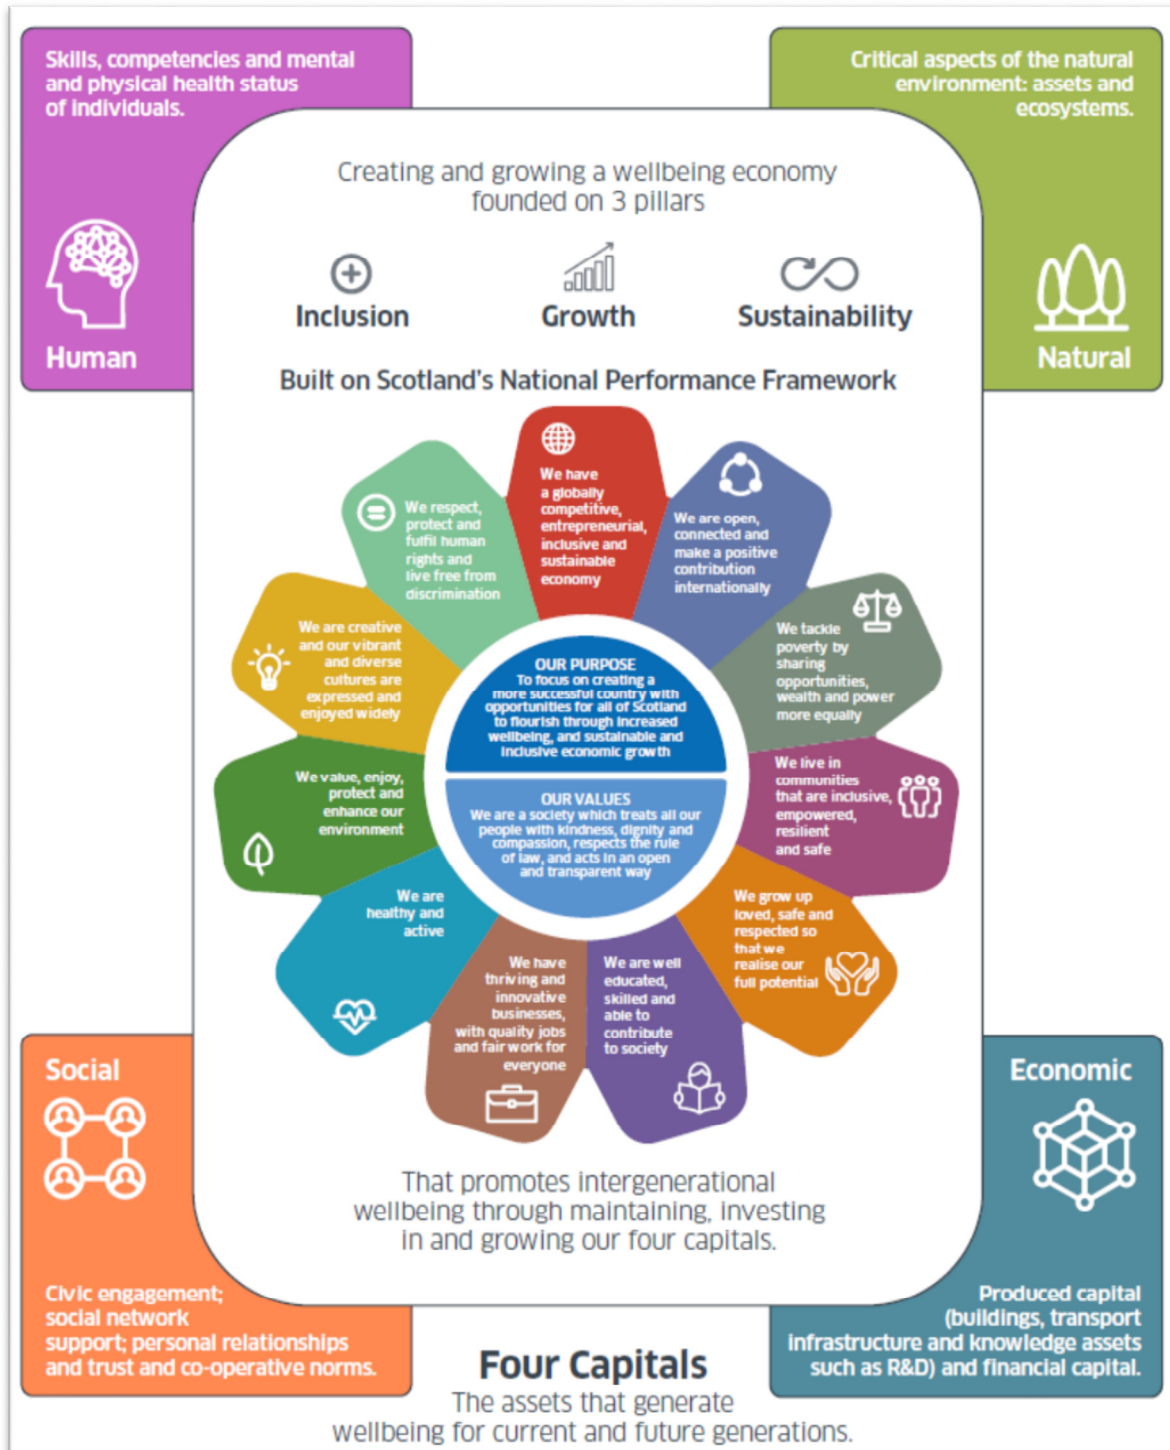 Skills, competencies and mental
and physical health status
of individuals.
Human
Critical aspects of the natural
environment: assets and
ecosystems.
Natural
Creating and growing a wellbeing economy
founded on 3 pillars
Inclusion
Growth
Sustainability
Built on Scotland's National Performance Framework
We have
a globally
competitive,
entrepreneurial,
inclusive and
sustainable
economy
We are open,
connected and
make a positive
contribution
internationally
We tackle
poverty by
sharing
opportunities,
wealth and power
more equally
We live in
communities
that are inclusive,
empowered,
resilient
and safe
We grow up
loved, safe and
respected so
that we
realise our
full potential
We are well
educated,
skilled and
able to
contribute
to society
We have
thriving and
innovative
businesses,
with quality jobs
and fair work for
everyone
We are
healthy and
active
We value, enjoy,
protect and
enhance our
environment
We are creative
and our vibrant
and diverse
cultures are
expressed and
enjoyed widely
We respect,
protect and
fulfil human
rights and
live free from
discrimination
OUR PURPOSE
To focus on creating a
more successful country with
opportunities for all of Scotland
to flourish through increased
wellbeing, and sustainable and
inclusive economic growth
OUR VALUES
We are a society which treats all our
people with kindness, dignity and
compassion, respects the rule
of law, and acts in an open
and transparent way
That promotes intergenerational
wellbeing through maintaining, investing
in and growing our four capitals.
Social
Civic engagement;
social network
support; personal relationships
and trust and co-operative norms.
Economic
Produced capital
(buildings, transport
infrastructure and knowledge assets
such as R&D) and financial capital.
Four Capitals
The assets that generate
wellbeing for current and future generations.